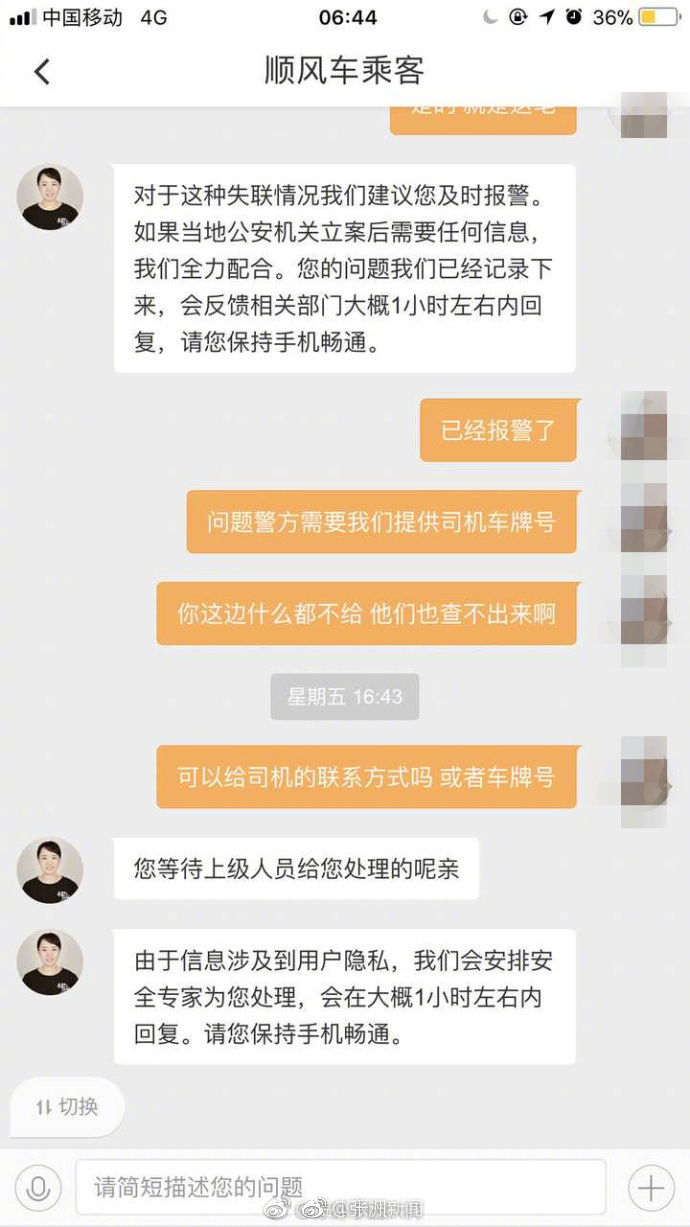 中国移动 4G 06:44 36%
顺风车乘客
是的 就是这笔
对于这种失联情况我们建议您及时报警。
如果当地公安机关立案后需要任何信息，
我们全力配合。您的问题我们已经记录下
来，会反馈相关部门大概1小时左右内回
复，请您保持手机畅通。
已经报警了
问题警方需要我们提供司机车牌号
你这边什么都不给 他们也查不出来啊
星期五 16:43
可以给司机的联系方式吗 或者车牌号
您等待上级人员给您处理的呢亲
由于信息涉及到用户隐私，我们会安排安
全专家为您处理，会在大概1小时左右内
回复。请您保持手机畅通。
切换
请简短描述您的问题
@张洲新闻